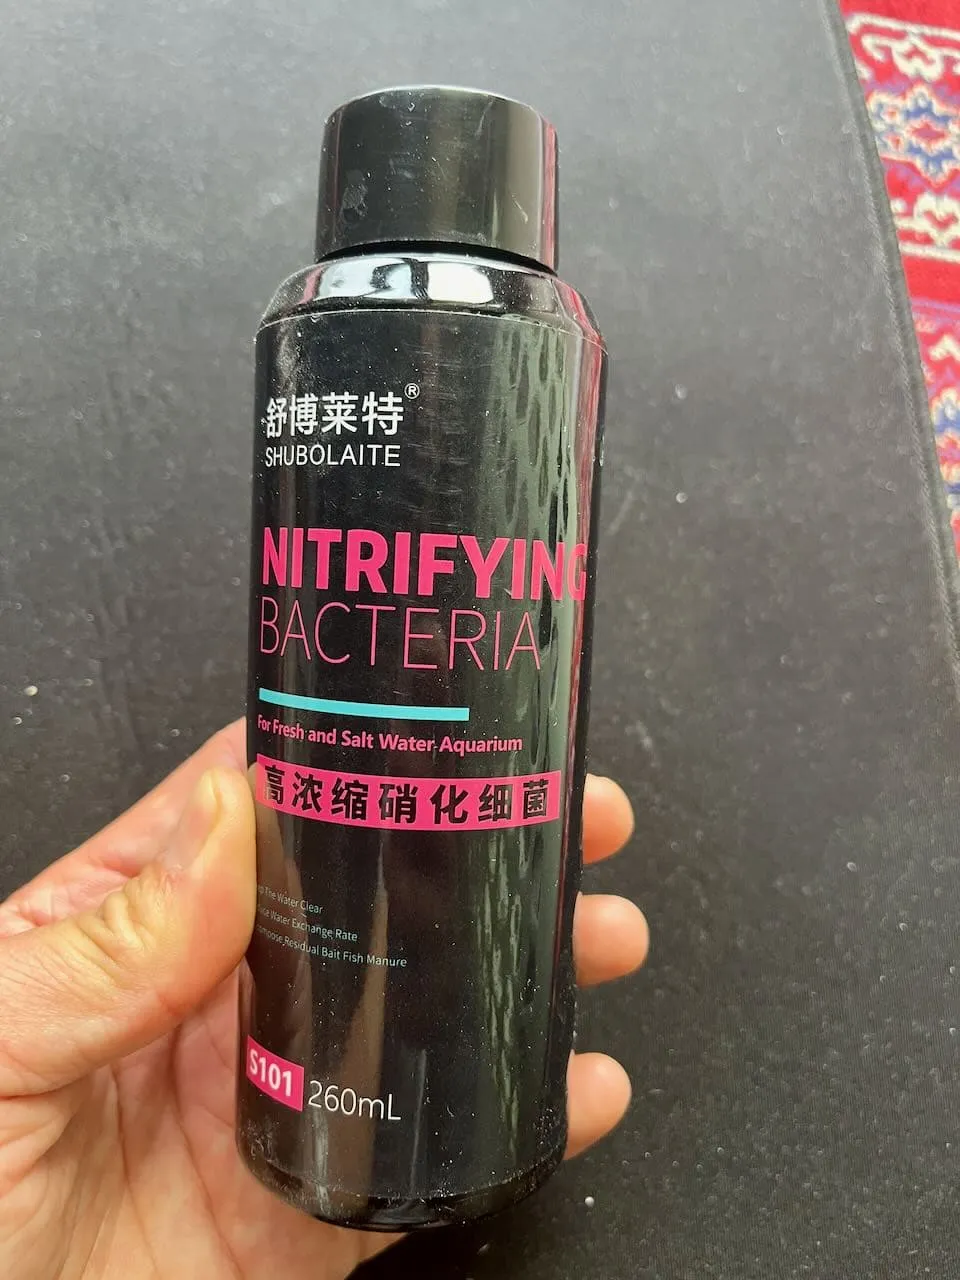 舒博莱特®
SHUBOLAITE
NITRIFYING
BACTERIA
For Fresh and Salt Water Aquarium
高浓缩硝化细菌
The Water Clear
Water Exchange Rate
Residual Bait Fish Manure
S101 260mL